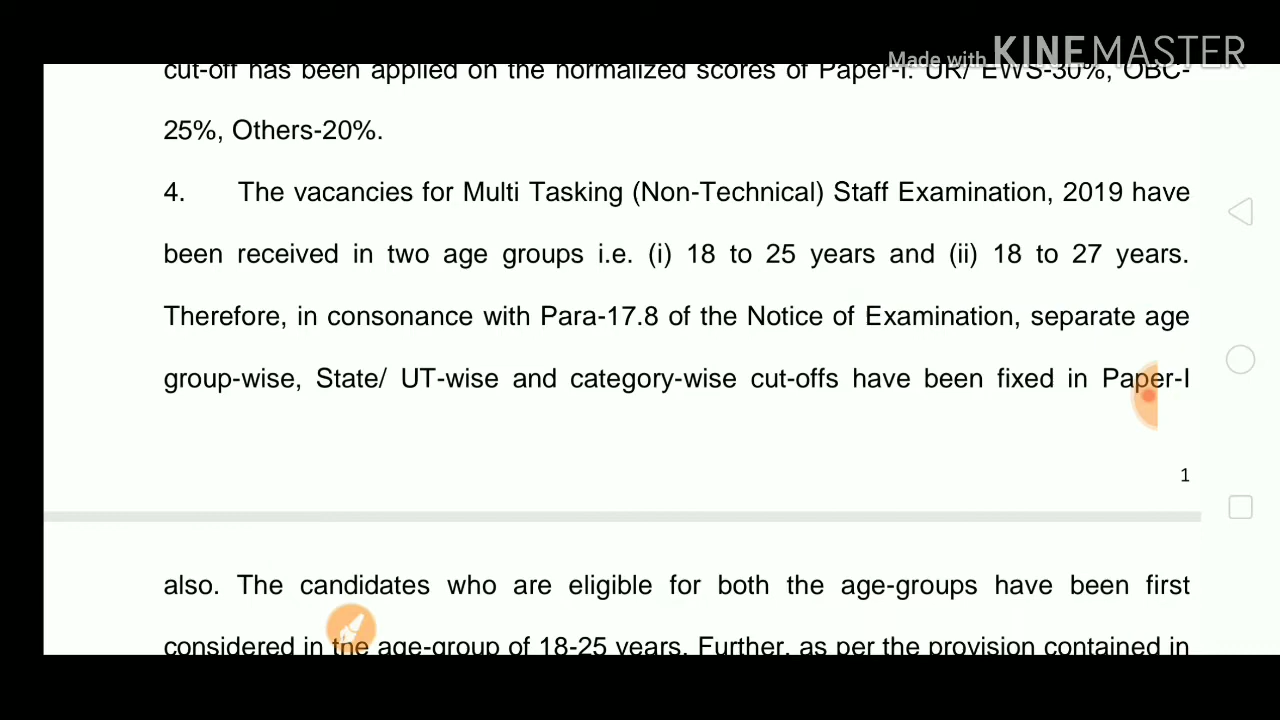 Made with KINEMASTER
cut-off has been applied on the normalized scores of Paper-I: UR/ EWS-30%, OBC-
25%, Others-20%.
4. The vacancies for Multi Tasking (Non-Technical) Staff Examination, 2019 have
been received in two age groups i.e. (i) 18 to 25 years and (ii) 18 to 27 years.
Therefore, in consonance with Para-17.8 of the Notice of Examination, separate age
group-wise, State/ UT-wise and category-wise cut-offs have been fixed in Paper-I
1
also. The candidates who are eligible for both the age-groups have been first
considered in the age-group of 18-25 years. Further, as per the provision contained in